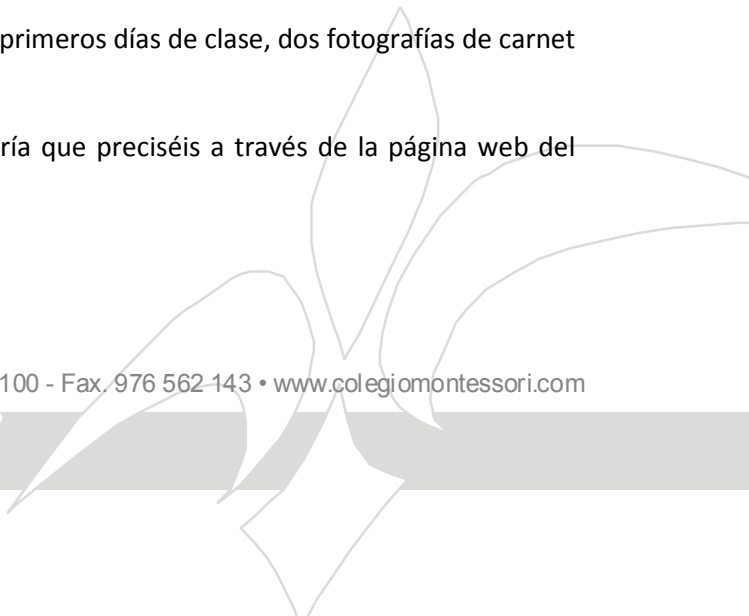 primeros días de clase, dos fotografías de carnet
ría que preciséis a través de la página web del
100 - Fax. 976 562 143 • www.colegiomontessori.com